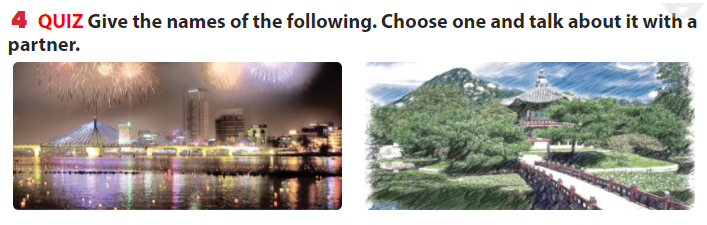 4 QUIZ Give the names of the following. Choose one and talk about it with a
partner.